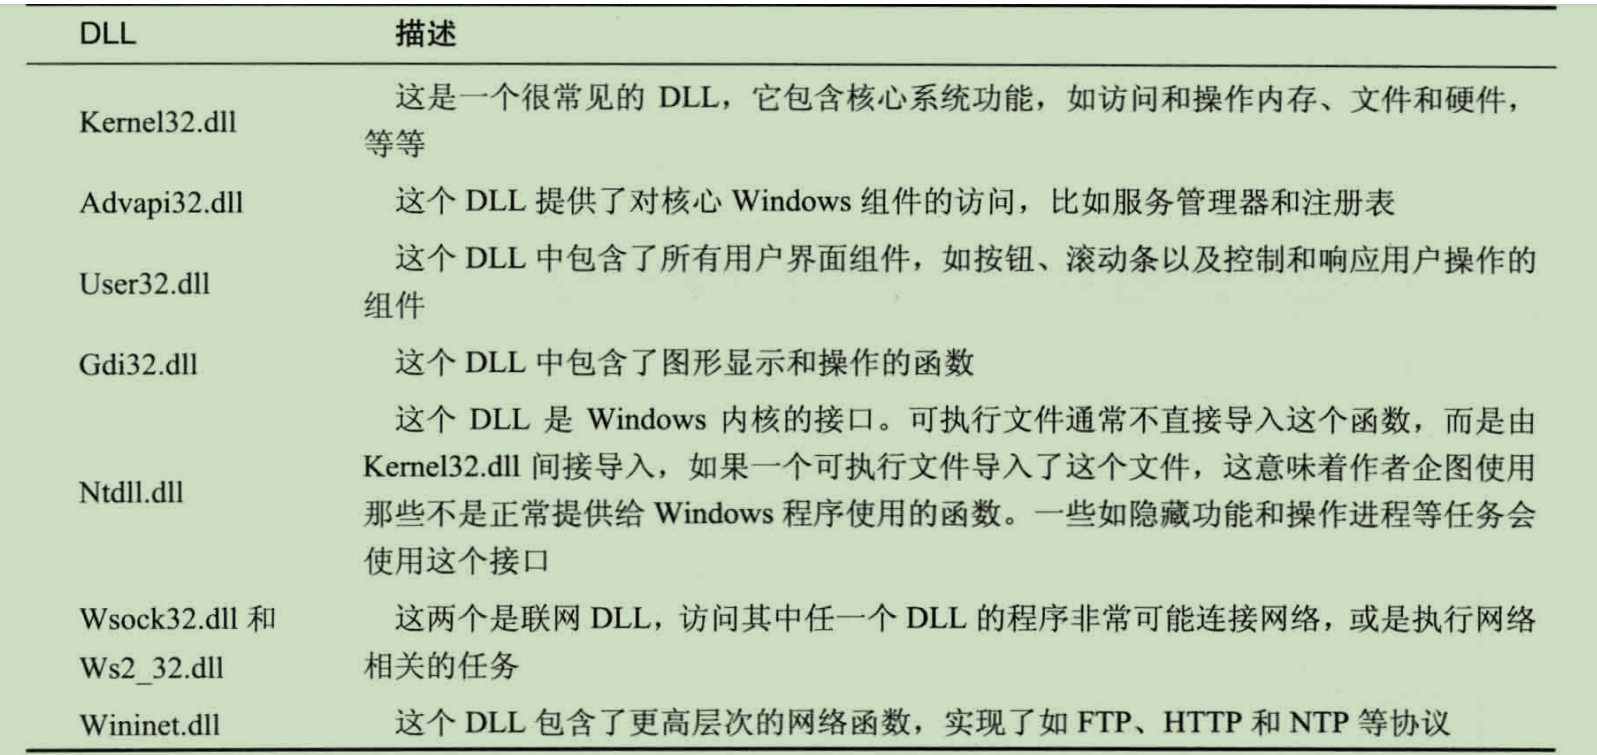 DLL 描述
Kernel32.dll 这是一个很常见的 DLL，它包含核心系统功能，如访问和操作内存、文件和硬件，
等等
Advapi32.dll 这个 DLL 提供了对核心 Windows 组件的访问，比如服务管理器和注册表
User32.dll 这个 DLL 中包含了所有用户界面组件，如按钮、滚动条以及控制和响应用户操作的
组件
Gdi32.dll 这个 DLL 中包含了图形显示和操作的函数
Ntdll.dll 这个 DLL 是 Windows 内核的接口。可执行文件通常不直接导入这个函数，而是由
Kernel32.dll 间接导入，如果一个可执行文件导入了这个文件，这意味着作者企图使用
那些不是正常提供给 Windows 程序使用的函数。一些如隐藏功能和操作进程等任务会
使用这个接口
Wsock32.dll 和 这两个是联网 DLL，访问其中任一个 DLL 的程序非常可能连接网络，或是执行网络
Ws2_32.dll 相关的任务
Wininet.dll 这个 DLL 包含了更高层次的网络函数，实现了如 FTP、HTTP 和 NTP 等协议